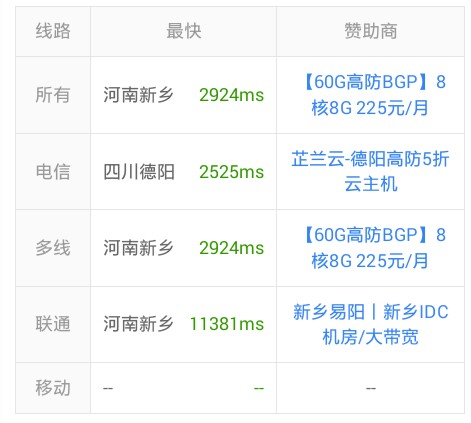 线路 最快 赞助商
所有 河南新乡 2924ms 【60G高防BGP】8
核8G 225元/月
电信 四川德阳 2525ms 芷兰云-德阳高防5折
云主机
多线 河南新乡 2924ms 【60G高防BGP】8
核8G 225元/月
联通 河南新乡 11381ms 新乡易阳丨新乡IDC
机房/大带宽
移动 -- -- --